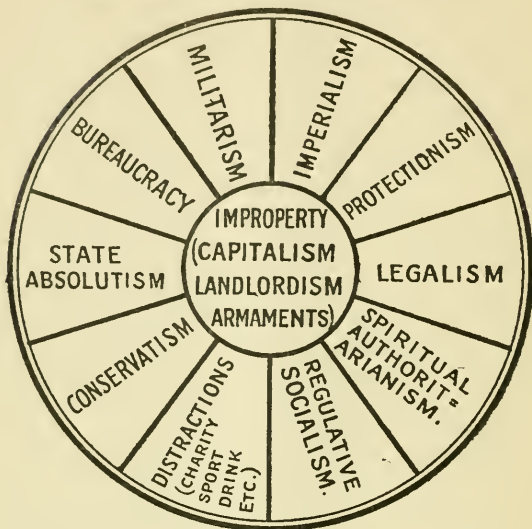 IMPROPERTY
(CAPITALISM
LANDLORDISM
ARMAMENTS)
IMPERIALISM
PROTECTIONISM
LEGALISM
SPIRITUAL
AUTHORIT=
ARIANISM.
REGULATIVE
SOCIALISM.
DISTRACTIONS
(CHARITY
SPORT
DRINK
ETC.)
CONSERVATISM
STATE
ABSOLUTISM
BUREAUCRACY
MILITARISM